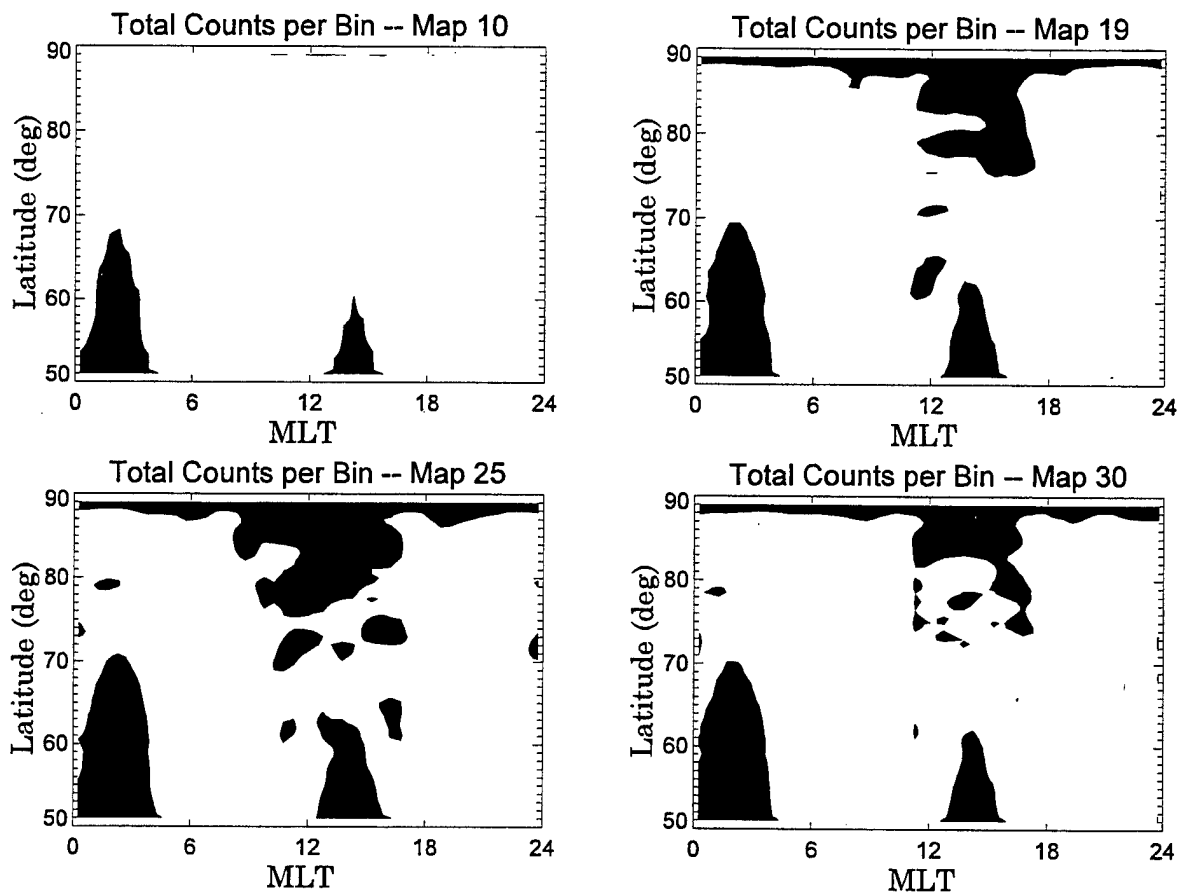 Total Counts per Bin -- Map 10
90
80
70
60
50
Latitude (deg)
0 6 12 18 24
MLT
Total Counts per Bin -- Map 19
90
80
70
60
50
Latitude (deg)
0 6 12 18 24
MLT
Total Counts per Bin -- Map 25
90
80
70
60
50
Latitude (deg)
0 6 12 18 24
MLT
Total Counts per Bin -- Map 30
90
80
70
60
50
Latitude (deg)
0 6 12 18 24
MLT